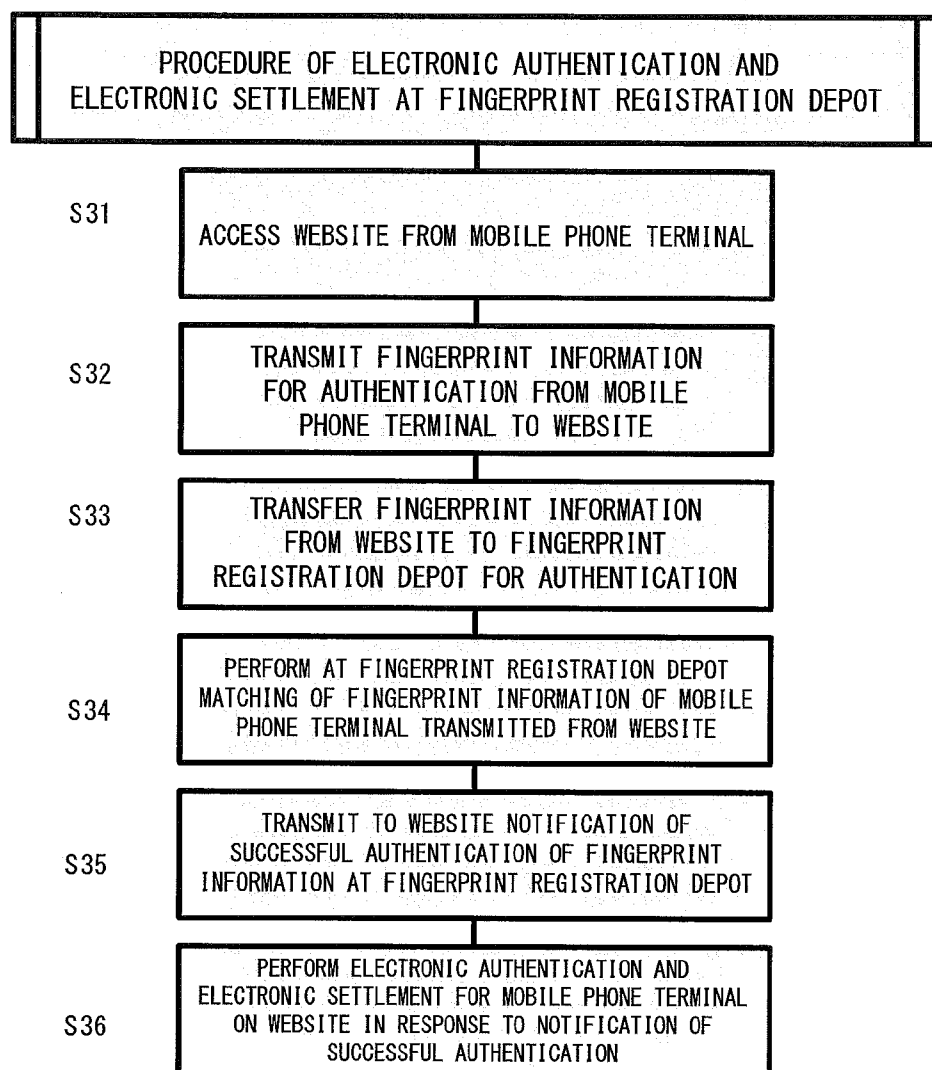 PROCEDURE OF ELECTRONIC AUTHENTICATION AND
ELECTRONIC SETTLEMENT AT FINGERPRINT REGISTRATION DEPOT
S31
ACCESS WEBSITE FROM MOBILE PHONE TERMINAL
S32
TRANSMIT FINGERPRINT INFORMATION
FOR AUTHENTICATION FROM MOBILE
PHONE TERMINAL TO WEBSITE
S33
TRANSFER FINGERPRINT INFORMATION
FROM WEBSITE TO FINGERPRINT
REGISTRATION DEPOT FOR AUTHENTICATION
S34
PERFORM AT FINGERPRINT REGISTRATION DEPOT
MATCHING OF FINGERPRINT INFORMATION OF MOBILE
PHONE TERMINAL TRANSMITTED FROM WEBSITE
S35
TRANSMIT TO WEBSITE NOTIFICATION OF
SUCCESSFUL AUTHENTICATION OF FINGERPRINT
INFORMATION AT FINGERPRINT REGISTRATION DEPOT
S36
PERFORM ELECTRONIC AUTHENTICATION AND
ELECTRONIC SETTLEMENT FOR MOBILE PHONE TERMINAL
ON WEBSITE IN RESPONSE TO NOTIFICATION OF
SUCCESSFUL AUTHENTICATION